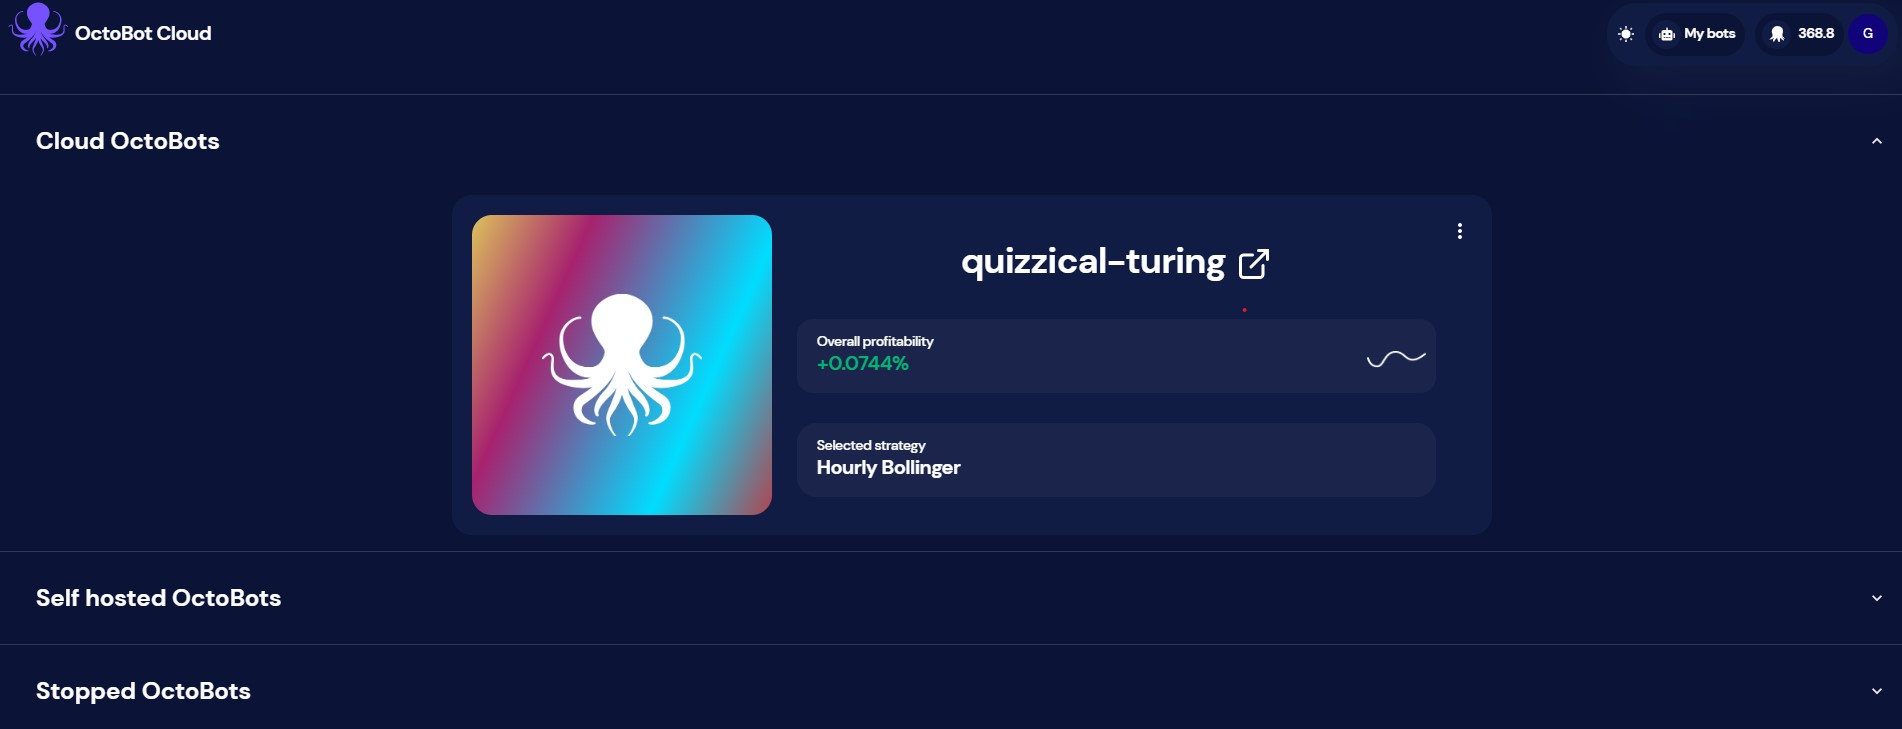 OctoBot Cloud
My bots
368.8
G
Cloud OctoBots
quizzical-turing
Overall profitability
+0.0744%
Selected strategy
Hourly Bollinger
Self hosted OctoBots
Stopped OctoBots